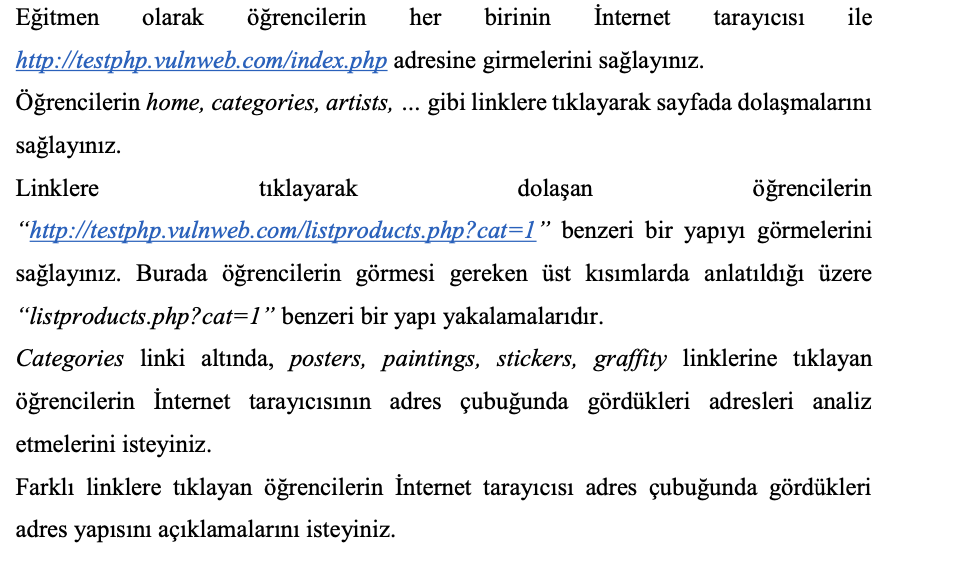 Eğitmen olarak öğrencilerin her birinin İnternet tarayıcısı ile
http://testphp.vulnweb.com/index.php adresine girmelerini sağlayınız.
Öğrencilerin home, categories, artists, ... gibi linklere tıklayarak sayfada dolaşmalarını
sağlayınız.
Linklere tıklayarak dolaşan öğrencilerin
“http://testphp.vulnweb.com/listproducts.php?cat=1” benzeri bir yapıyı görmelerini
sağlayınız. Burada öğrencilerin görmesi gereken üst kısımlarda anlatıldığı üzere
“listproducts.php?cat=1” benzeri bir yapı yakalamalarıdır.
Categories linki altında, posters, paintings, stickers, graffity linklerine tıklayan
öğrencilerin İnternet tarayıcısının adres çubuğunda gördükleri adresleri analiz
etmelerini isteyiniz.
Farklı linklere tıklayan öğrencilerin İnternet tarayıcısı adres çubuğunda gördükleri
adres yapısını açıklamalarını isteyiniz.